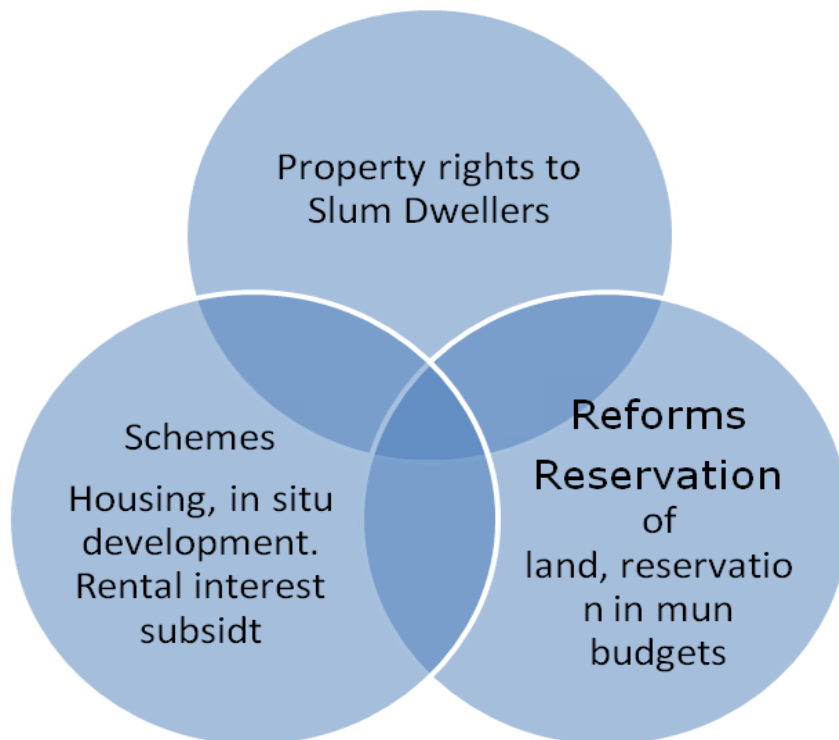 Property rights to
Slum Dwellers
Schemes
Housing, in situ
development.
Rental interest
subsidt
Reforms
Reservation
of
land, reservatio
n in mun
budgets